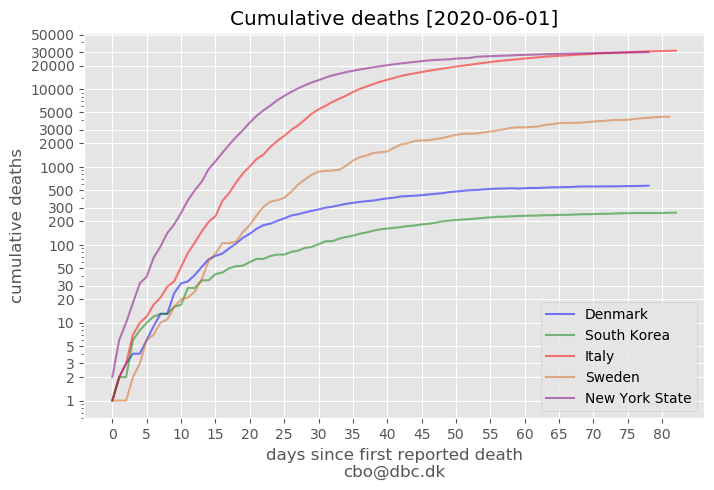 Cumulative deaths [2020-06-01]
cumulative deaths
50000
30000
20000
10000
5000
3000
2000
1000
500
300
200
100
50
30
20
10
5
3
2
1
Denmark
South Korea
Italy
Sweden
New York State
0 5 10 15 20 25 30 35 40 45 50 55 60 65 70 75 80
days since first reported death
cbo@dbc.dk